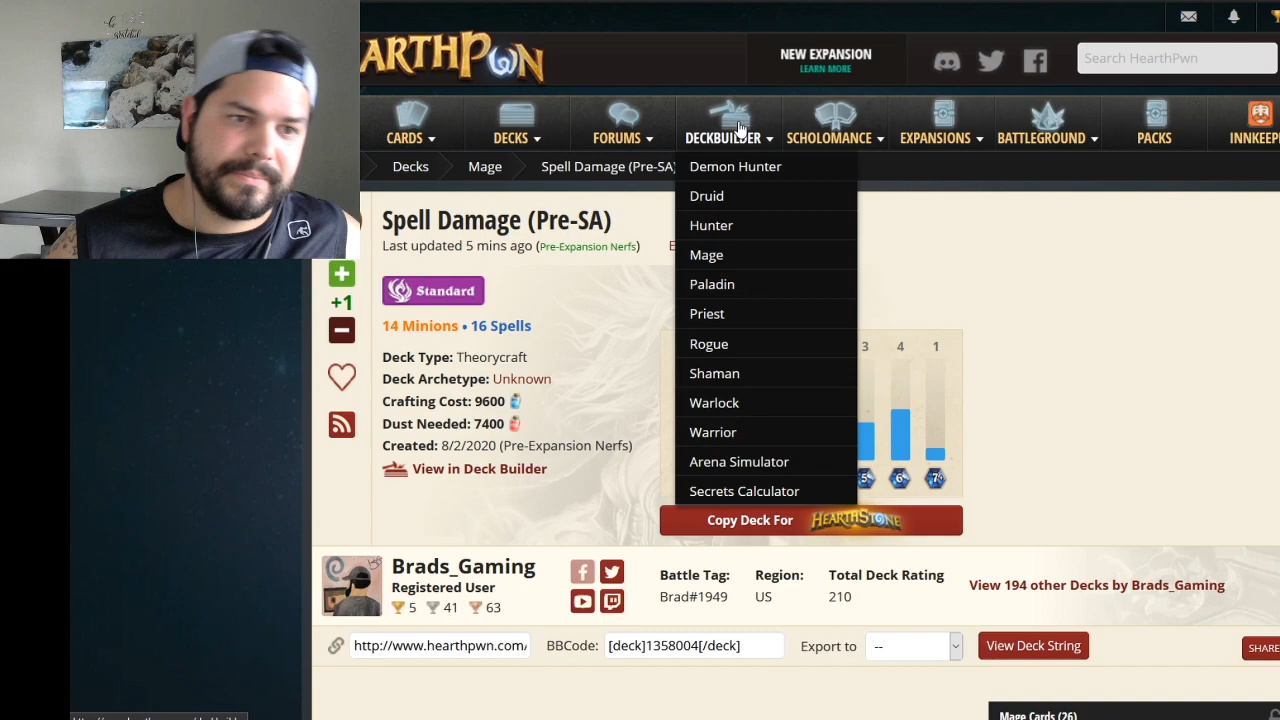 grateful
ARTHPWN
NEW EXPANSION
LEARN MORE
Search HearthPwn
CARDS
DECKS
FORUMS
DECKBUILDER
SCHOLOMANCE
EXPANSIONS
BATTLEGROUND
PACKS
INNKEEP
Decks
Mage
Spell Damage (Pre-SA)
Demon Hunter
Druid
Hunter
Mage
Paladin
Priest
Rogue
Shaman
Warlock
Warrior
Arena Simulator
Secrets Calculator
Spell Damage (Pre-SA)
Last updated 5 mins ago (Pre-Expansion Nerfs)
Standard
+1
14 Minions • 16 Spells
Deck Type: Theorycraft
Deck Archetype: Unknown
Crafting Cost: 9600
Dust Needed: 7400
Created: 8/2/2020 (Pre-Expansion Nerfs)
View in Deck Builder
3 4 1
5 6 7
Copy Deck For HEARTHSTONE
Brads_Gaming
Registered User
5 41 63
Battle Tag: Region: Total Deck Rating
Brad#1949 US 210
View 194 other Decks by Brads_Gaming
http://www.hearthpwn.com/
BBCode: [deck]1358004[/deck]
Export to --
View Deck String
SHARE
Mage Cards (26)